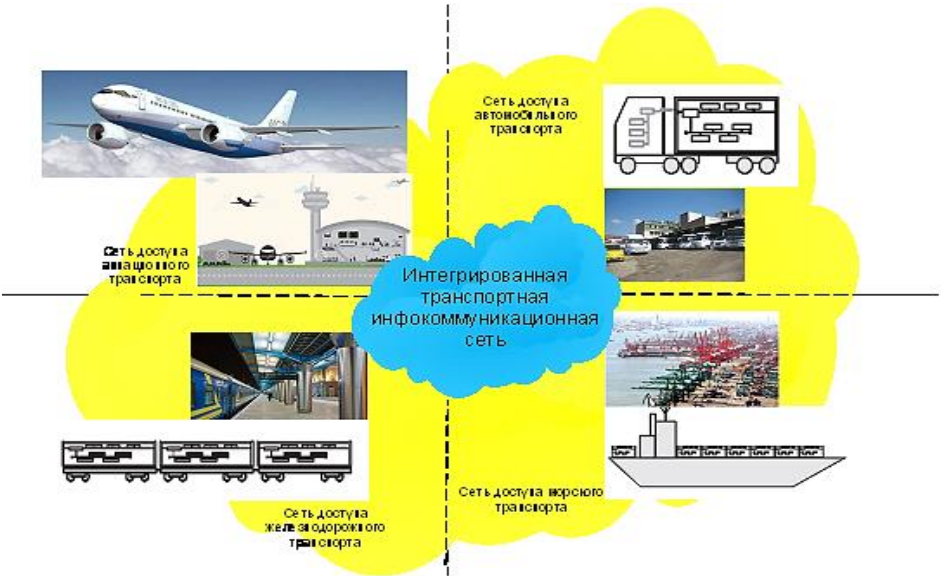 Сеть доступа
автомобильного
транспорта
Сеть доступа
авиационного
транспорта
Интегрированная
транспортная
инфокоммуникационная
сеть
Сеть доступа морского
транспорта
Сеть доступа
железнодорожного
транспорта